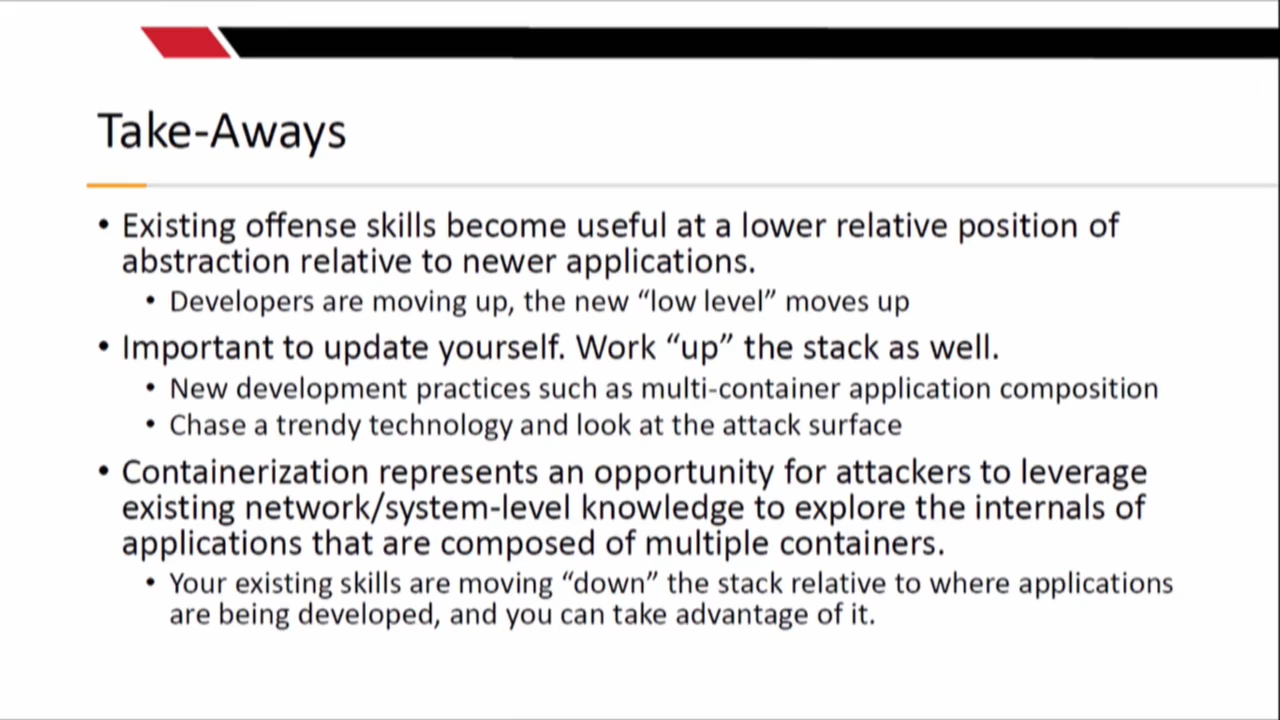 Take-Aways
• Existing offense skills become useful at a lower relative position of
abstraction relative to newer applications.
• Developers are moving up, the new “low level” moves up
• Important to update yourself. Work “up” the stack as well.
• New development practices such as multi-container application composition
• Chase a trendy technology and look at the attack surface
• Containerization represents an opportunity for attackers to leverage
existing network/system-level knowledge to explore the internals of
applications that are composed of multiple containers.
• Your existing skills are moving “down” the stack relative to where applications
are being developed, and you can take advantage of it.